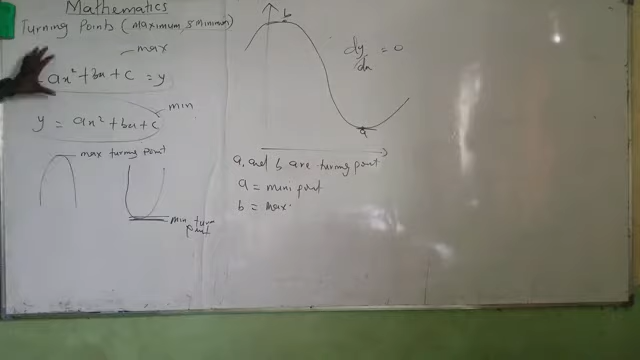 Mathematics
Turning Points (maximum, & minimum)
max
- ax² + bx + c = y
min
y = ax² + bx + c
max turning point
min turn
point
b
dy/dx = 0
a
a, and b are turning point
a = mini point
b = max.